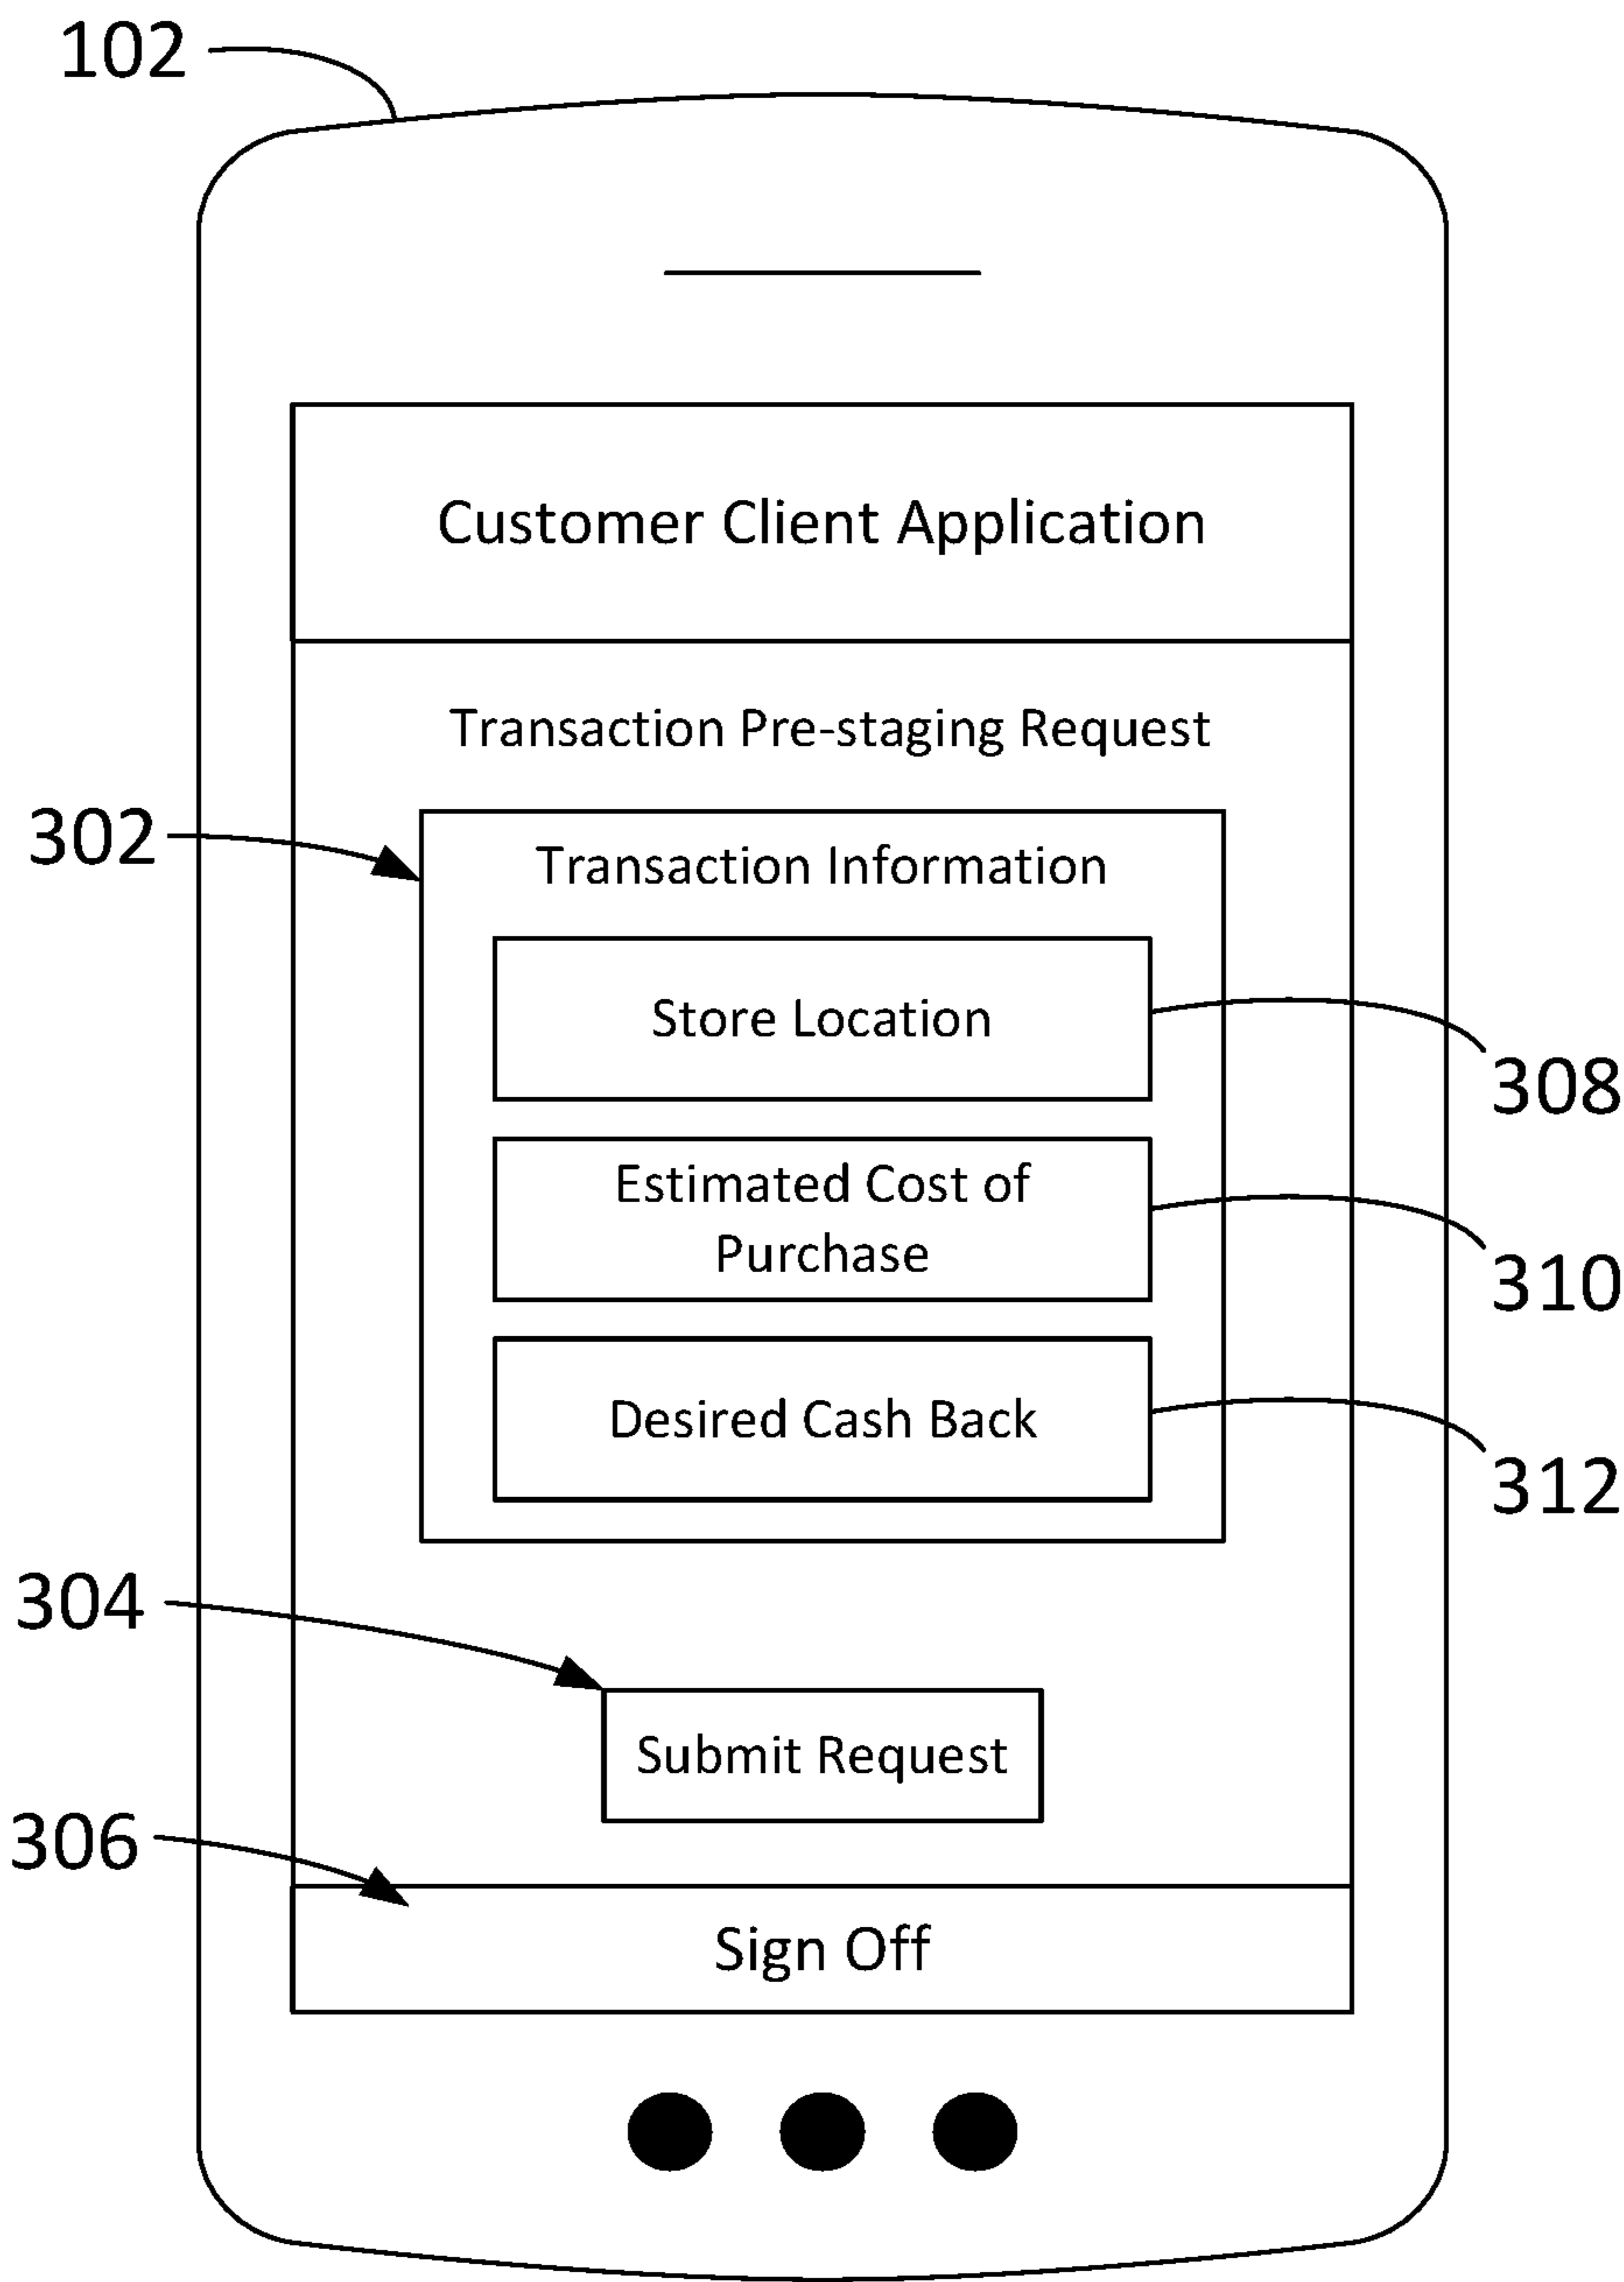 102
Customer Client Application
Transaction Pre-staging Request
302
Transaction Information
Store Location
308
Estimated Cost of
Purchase
310
Desired Cash Back
312
304
Submit Request
306
Sign Off